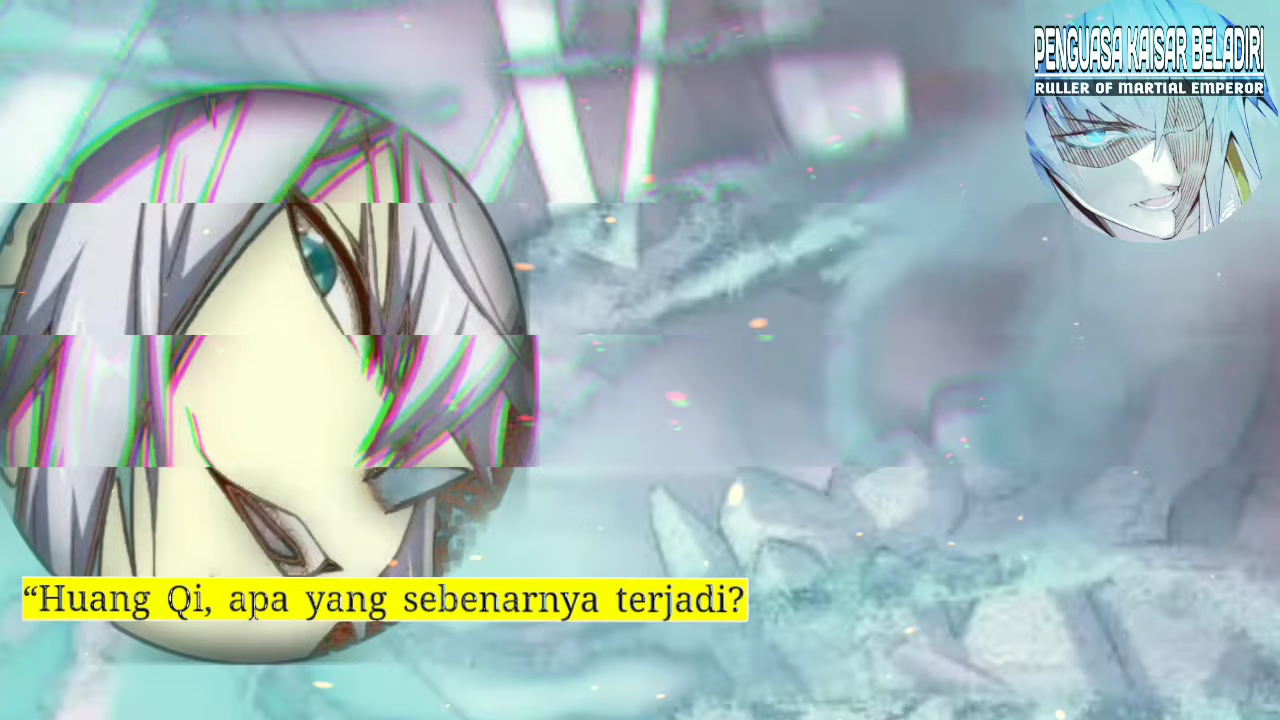 PENGUASA KAISAR BELADIRI
RULLER OF MARTIAL EMPEROR
“Huang Qi, apa yang sebenarnya terjadi?